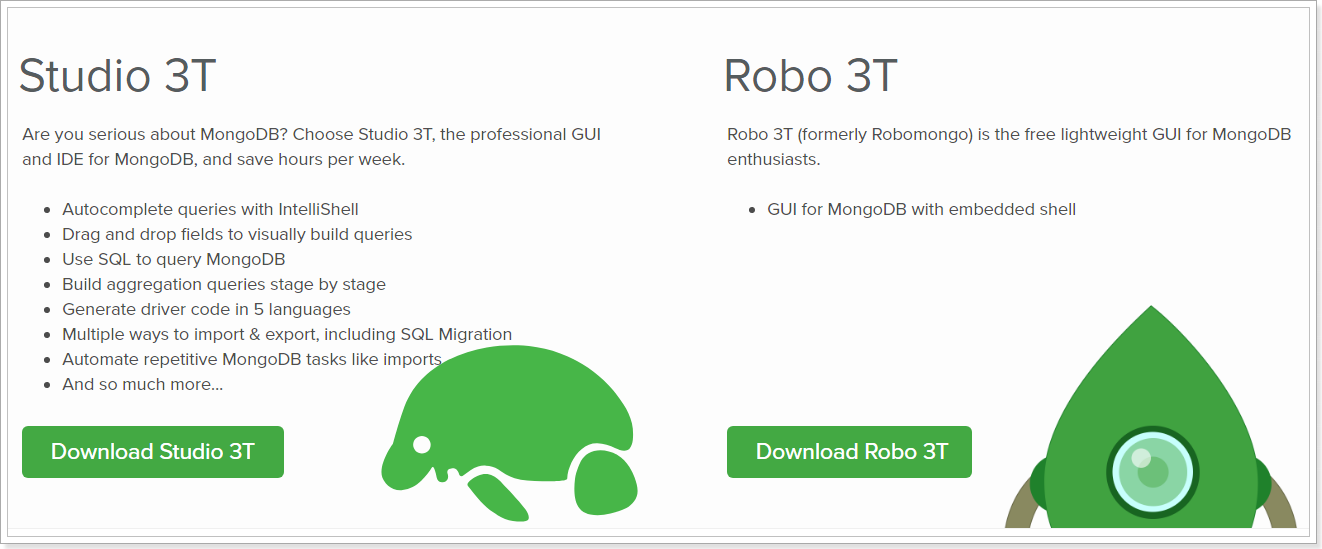 Studio 3T
Are you serious about MongoDB? Choose Studio 3T, the professional GUI
and IDE for MongoDB, and save hours per week.
Autocomplete queries with IntelliShell
Drag and drop fields to visually build queries
Use SQL to query MongoDB
Build aggregation queries stage by stage
Generate driver code in 5 languages
Multiple ways to import & export, including SQL Migration
Automate repetitive MongoDB tasks like imports
And so much more...
Download Studio 3T
Robo 3T
Robo 3T (formerly Robomongo) is the free lightweight GUI for MongoDB
enthusiasts.
GUI for MongoDB with embedded shell
Download Robo 3T